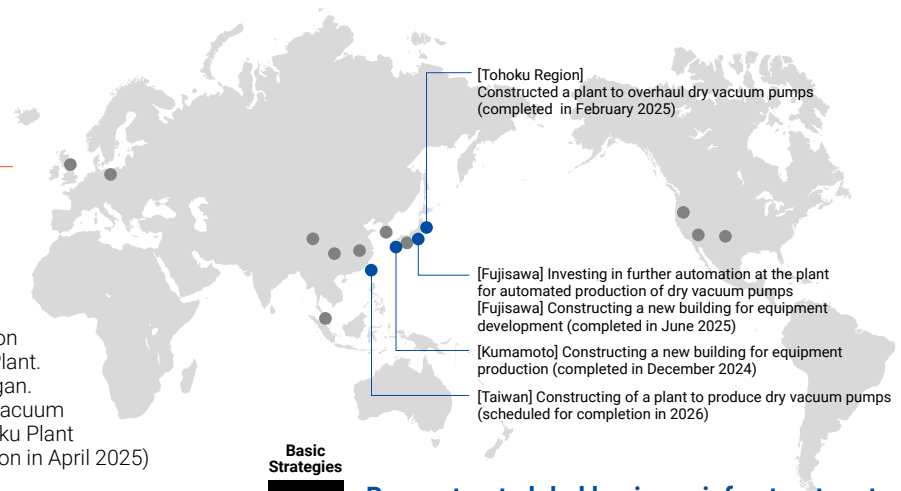 [Tohoku Region]
Constructed a plant to overhaul dry vacuum pumps
(completed in February 2025)
[Fujisawa] Investing in further automation at the plant
for automated production of dry vacuum pumps
[Fujisawa] Constructing a new building for equipment
development (completed in June 2025)
[Kumamoto] Constructing a new building for equipment
production (completed in December 2024)
[Taiwan] Constructing of a plant to produce dry vacuum pumps
(scheduled for completion in 2026)
on
Plant.
gan.
vacuum
ku Plant
on in April 2025)
Basic
Strategies